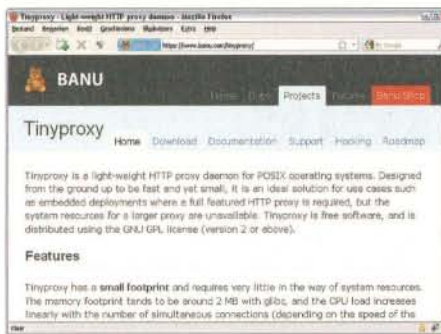 Tinyproxy - Light-weight HTTP proxy daemon - Mozilla Firefox
https://www.banu.com/tinyproxy/
BANU
Home
Projects
Tinyproxy
Home Download Documentation Support Hacking Roadmap
Tinyproxy is a light-weight HTTP proxy daemon for POSIX operating systems. Designed
from the ground up to be fast and yet small, it is an ideal solution for use cases such
as embedded deployments where a full featured HTTP proxy is required, but the
system resources for a larger proxy are unavailable. Tinyproxy is free software, and is
distributed using the GNU GPL license (version 2 or above).
Features
Tinyproxy has a small footprint and requires very little in the way of system resources.
The memory footprint tends to be around 2 MB with glibc, and the CPU load increases
linearly with the number of simultaneous connections (depending on the speed of the